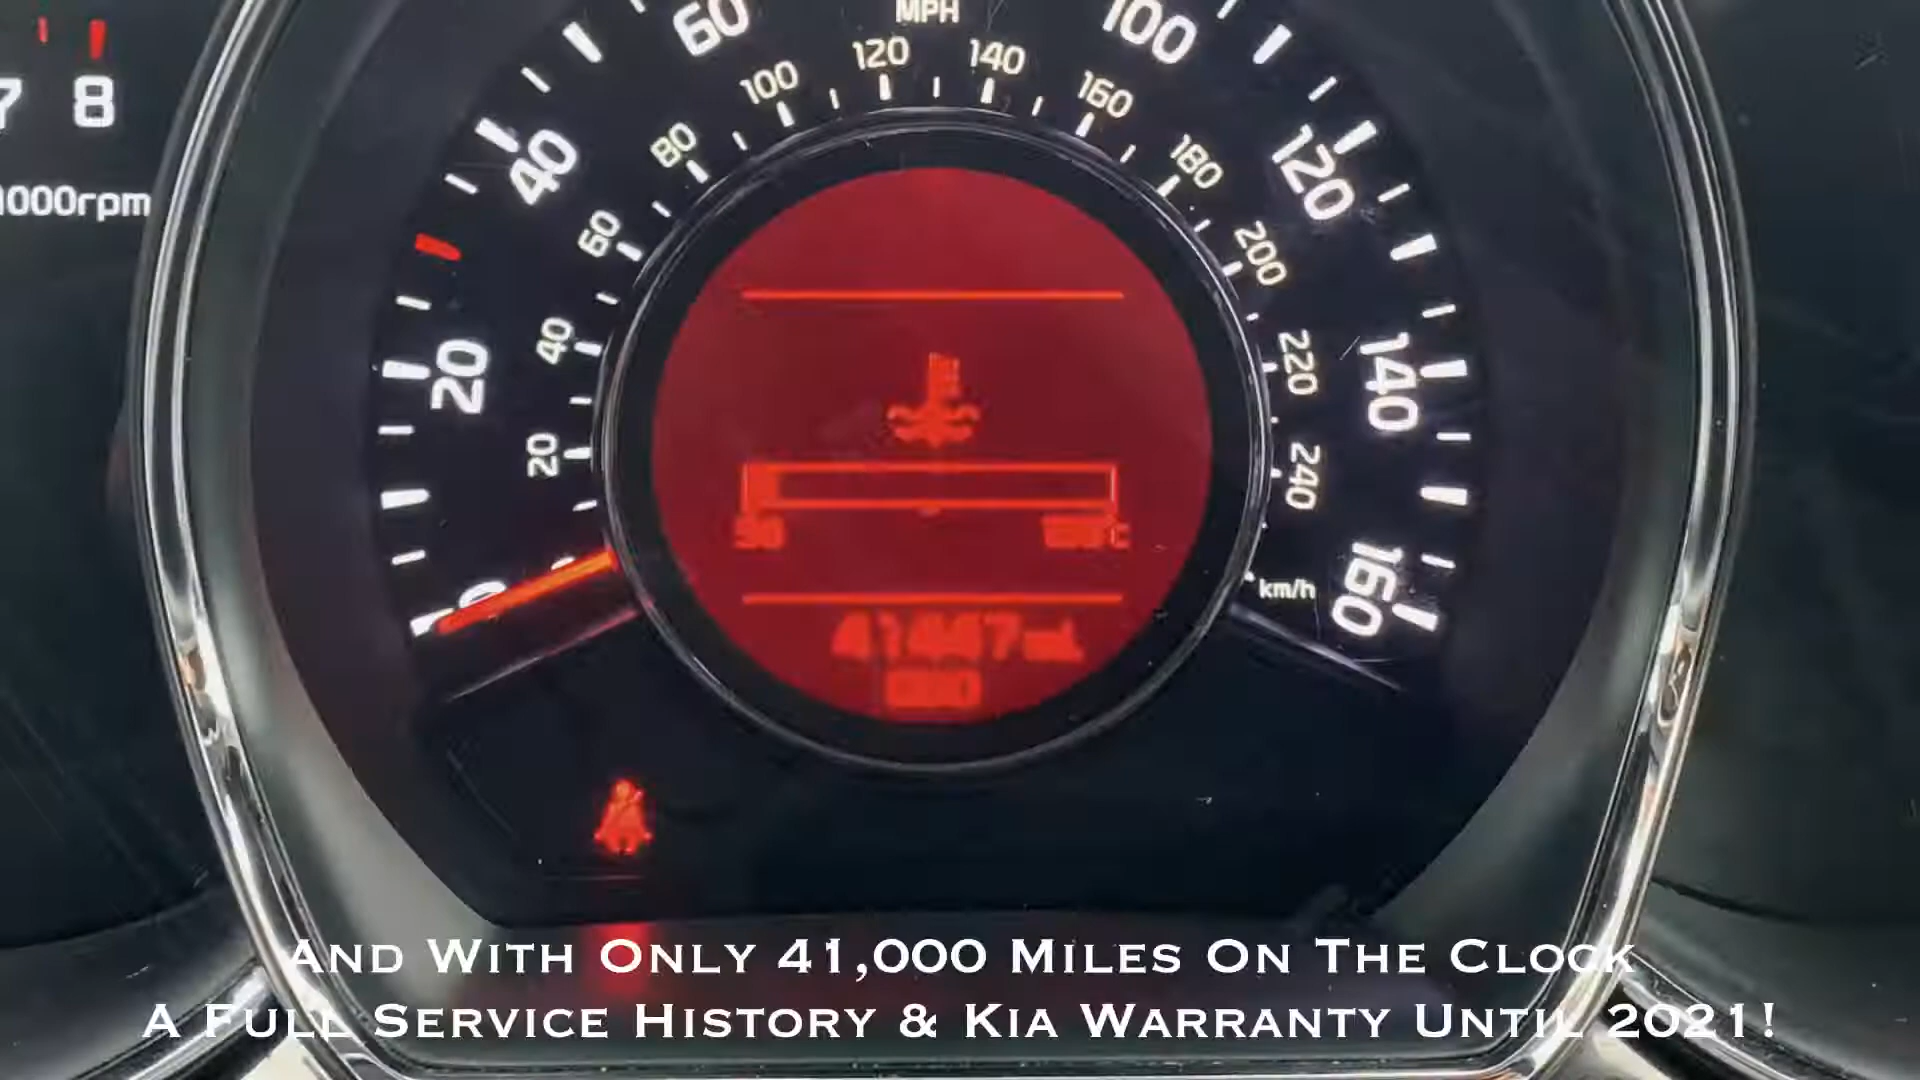 7 8
1000rpm
MPH
0 20 40 60 100 120 140 160
20 40 60 80 100 120 140 160 180 200 220 240
km/h
And With Only 41,000 Miles On The Clock
A Full Service History & Kia Warranty Until 2021!